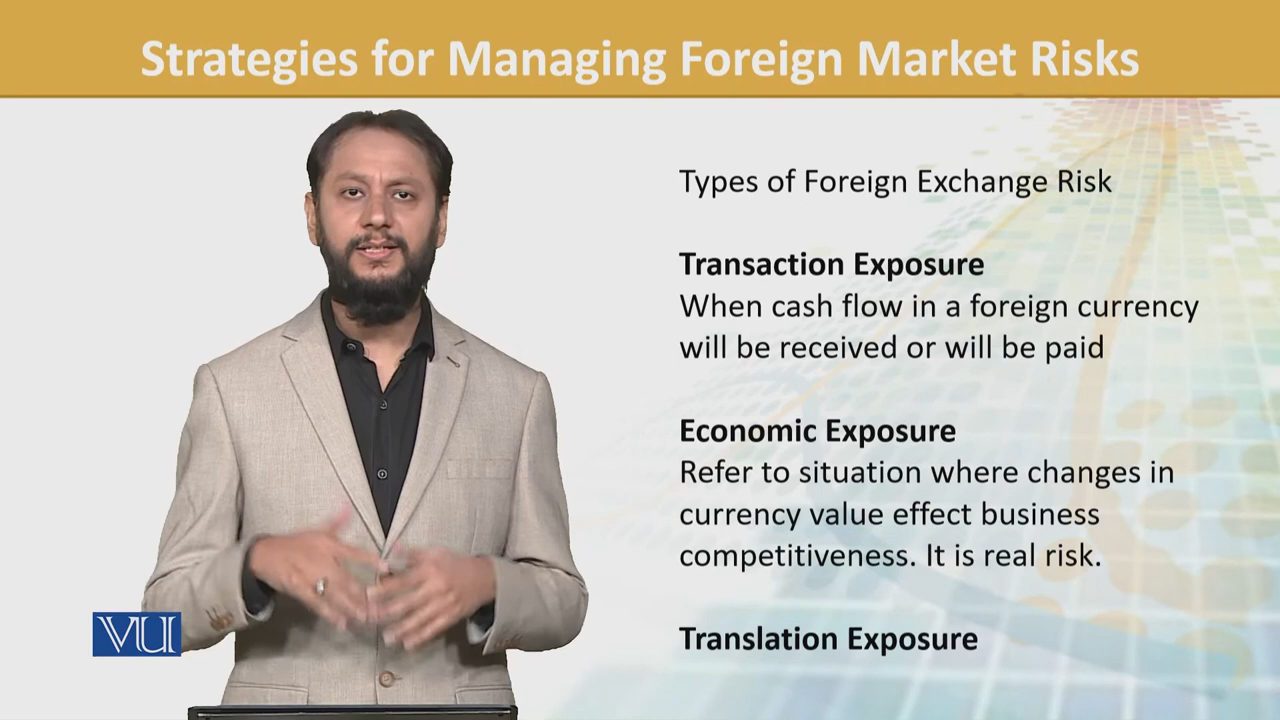 Strategies for Managing Foreign Market Risks
Types of Foreign Exchange Risk
Transaction Exposure
When cash flow in a foreign currency
will be received or will be paid
Economic Exposure
Refer to situation where changes in
currency value effect business
competitiveness. It is real risk.
Translation Exposure
VU